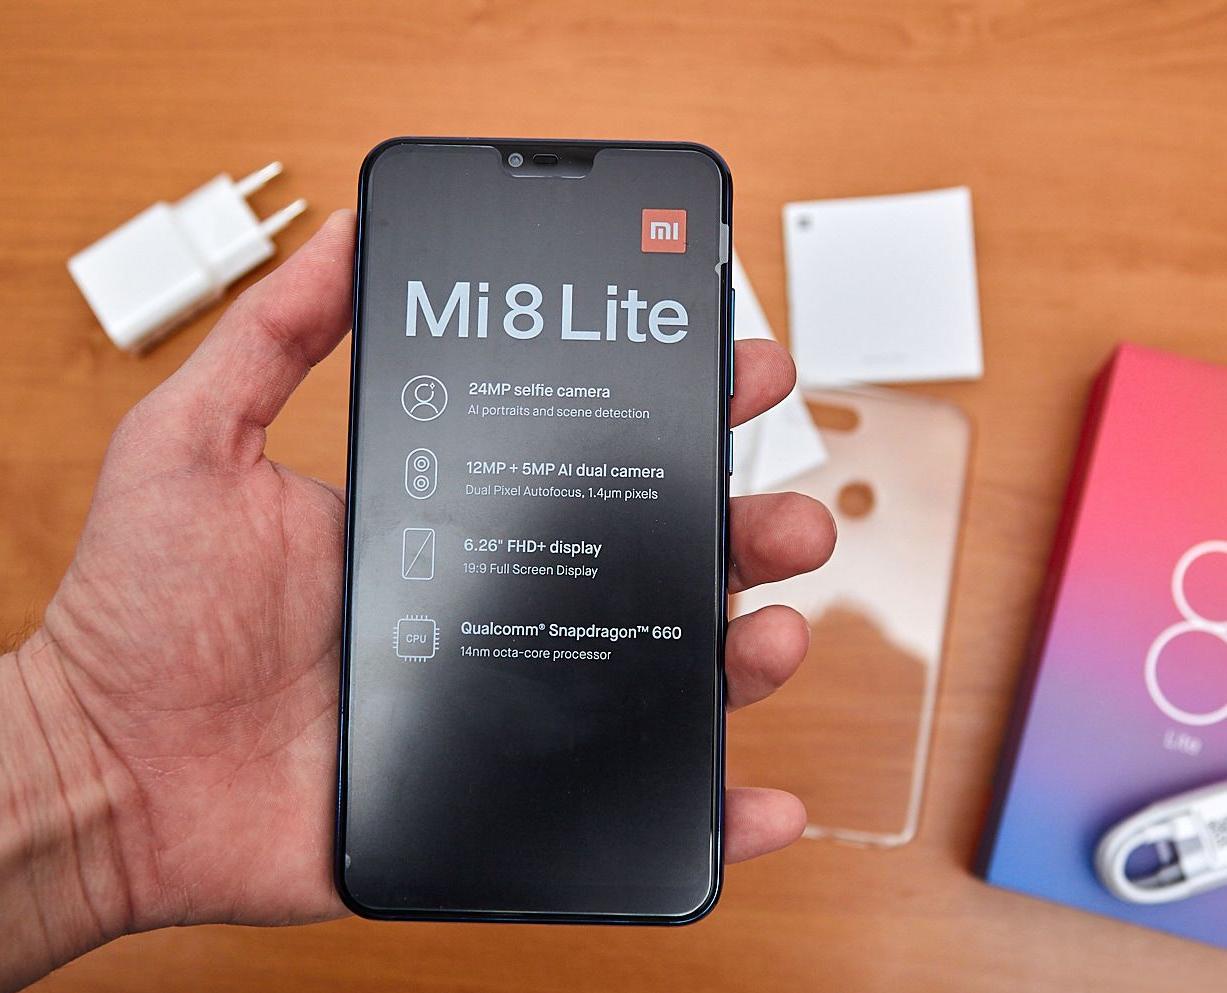 mi
Mi 8 Lite
24MP selfie camera
AI portraits and scene detection
12MP + 5MP AI dual camera
Dual Pixel Autofocus, 1.4μm pixels
6.26" FHD+ display
19:9 Full Screen Display
CPU
Qualcomm® Snapdragon™ 660
14nm octa-core processor
8
Lite